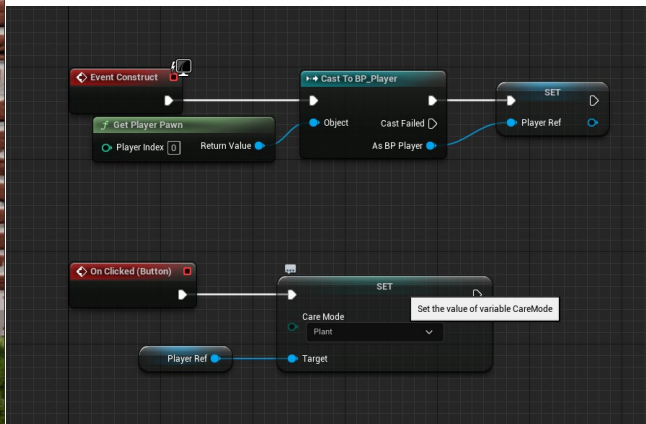 Event Construct
Cast To BP_Player
SET
Object
Cast Failed
Player Ref
As BP Player
f Get Player Pawn
Player Index 0
Return Value
On Clicked (Button)
SET
Set the value of variable CareMode
Care Mode
Plant
Player Ref
Target